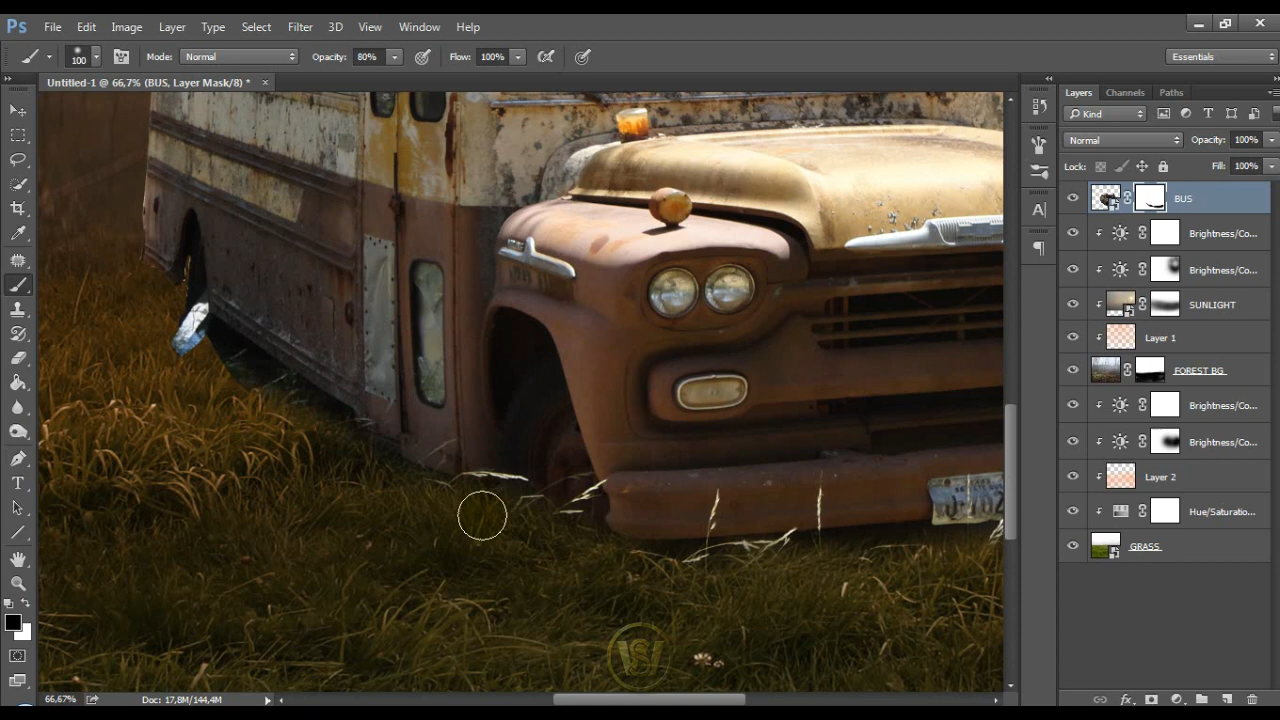 Ps File Edit Image Layer Type Select Filter 3D View Window Help
100 Mode: Normal Opacity: 80% Flow: 100% Essentials
Untitled-1 @ 66,7% (BUS, Layer Mask/8) * ×
Layers Channels Paths
Kind
Normal Opacity: 100%
Lock: Fill: 100%
BUS
Brightness/Co...
Brightness/Co...
SUNLIGHT
Layer 1
FOREST BG
Brightness/Co...
Brightness/Co...
Layer 2
Hue/Saturatio...
GRASS
66,67% Doc: 17,8M/144,4M